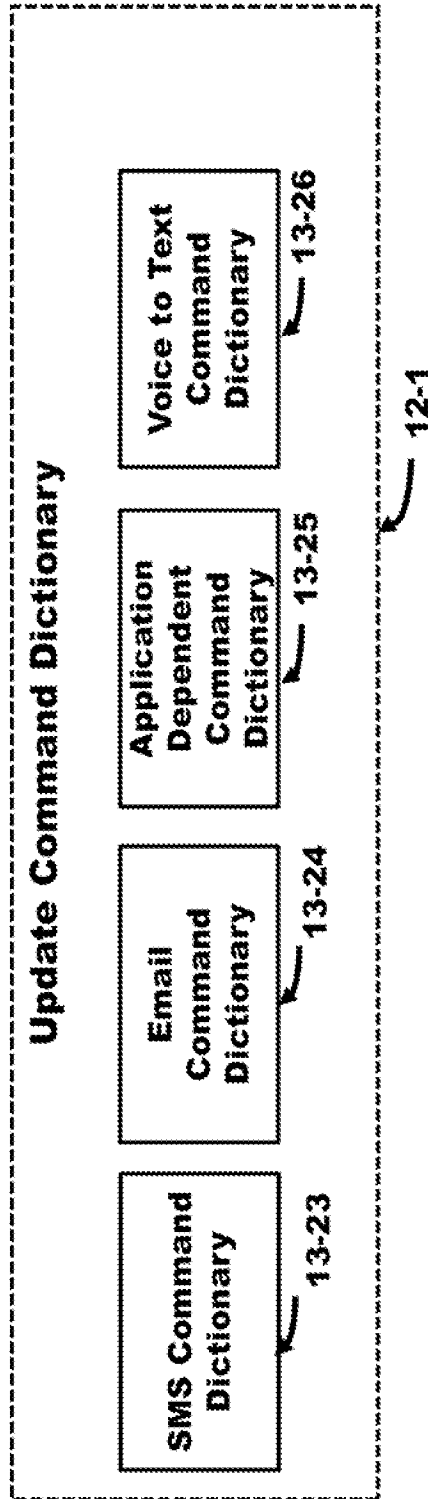 Update Command Dictionary
SMS Command
Dictionary
13-23
Email
Command
Dictionary
13-24
Application
Dependent
Command
Dictionary
13-25
Voice to Text
Command
Dictionary
13-26
12-1